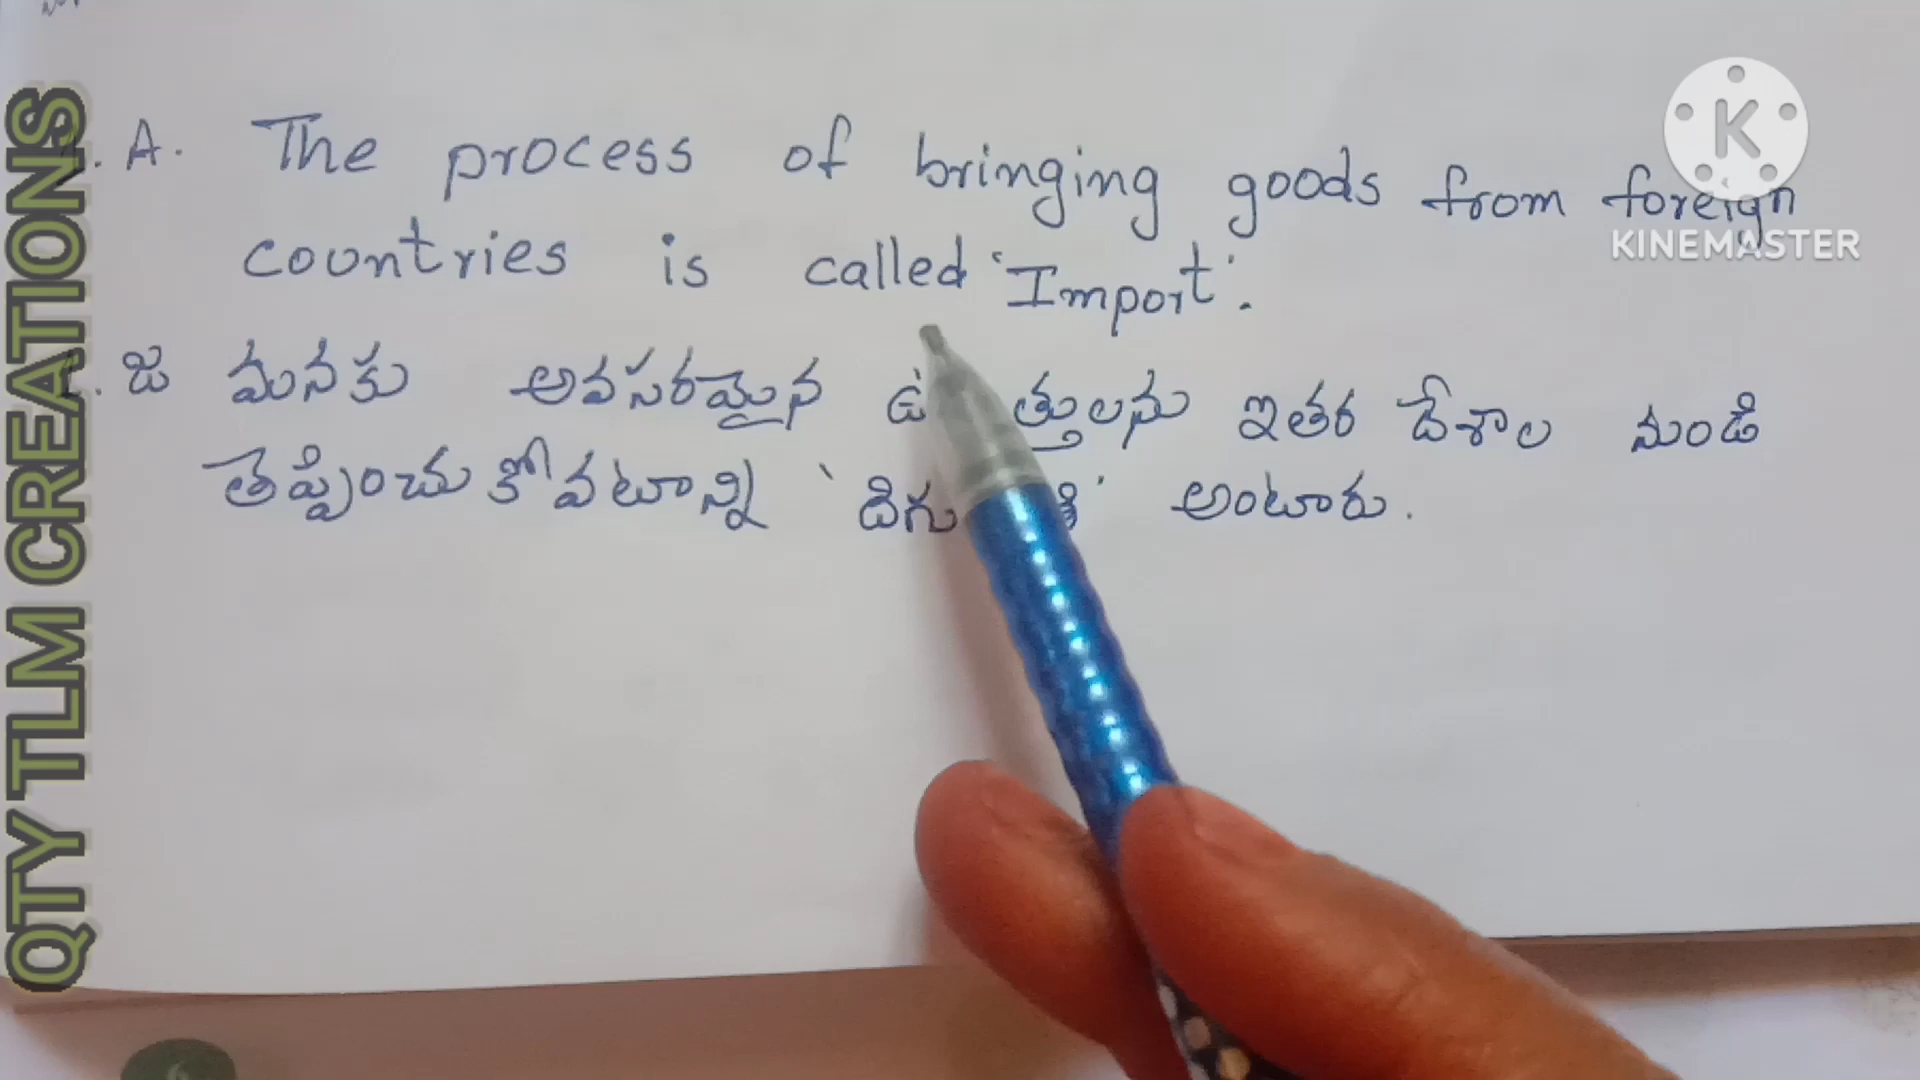 A. The process of bringing goods from foreign
countries is called 'Import'.
జ మనకు అవసరమైన ఇతర దేశాల నుండి
తెప్పించుకోవటాన్ని అంటారు.
QTY TLM CREATIONS
KINEMASTER